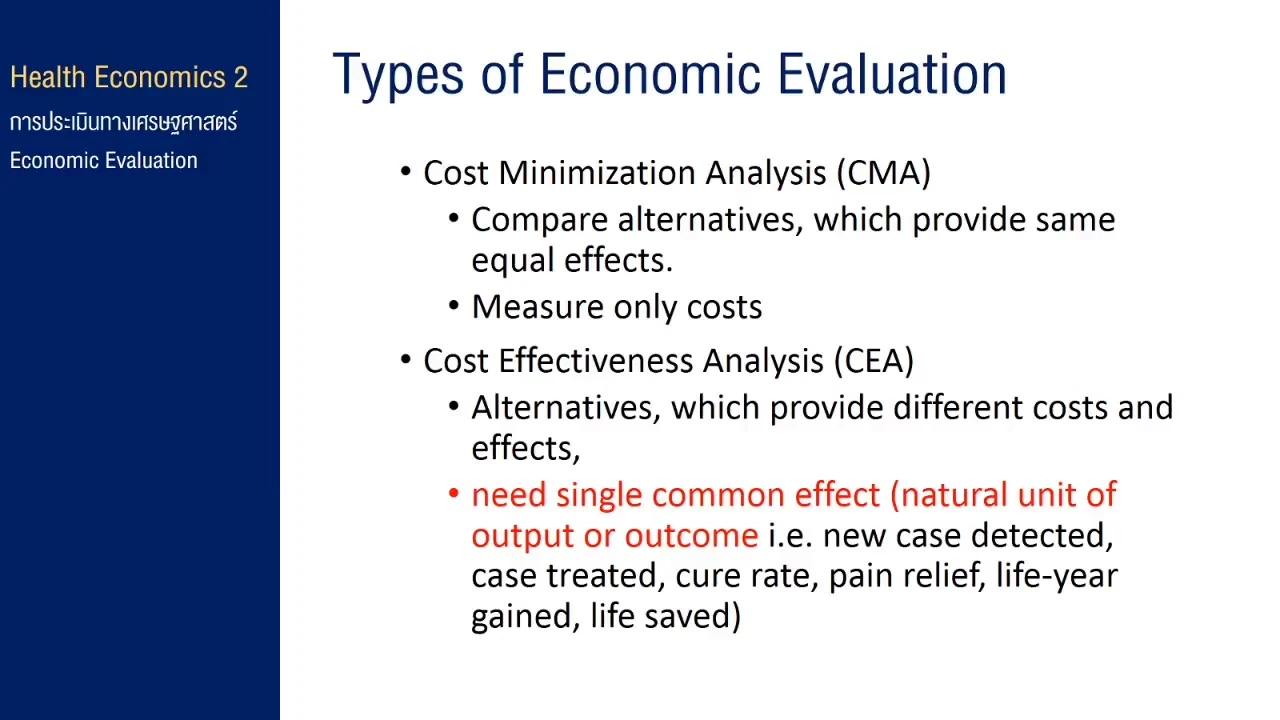 Health Economics 2
การประเมินทางเศรษฐศาสตร์
Economic Evaluation
Types of Economic Evaluation
• Cost Minimization Analysis (CMA)
• Compare alternatives, which provide same
equal effects.
• Measure only costs
• Cost Effectiveness Analysis (CEA)
• Alternatives, which provide different costs and
effects,
• need single common effect (natural unit of
output or outcome i.e. new case detected,
case treated, cure rate, pain relief, life-year
gained, life saved)